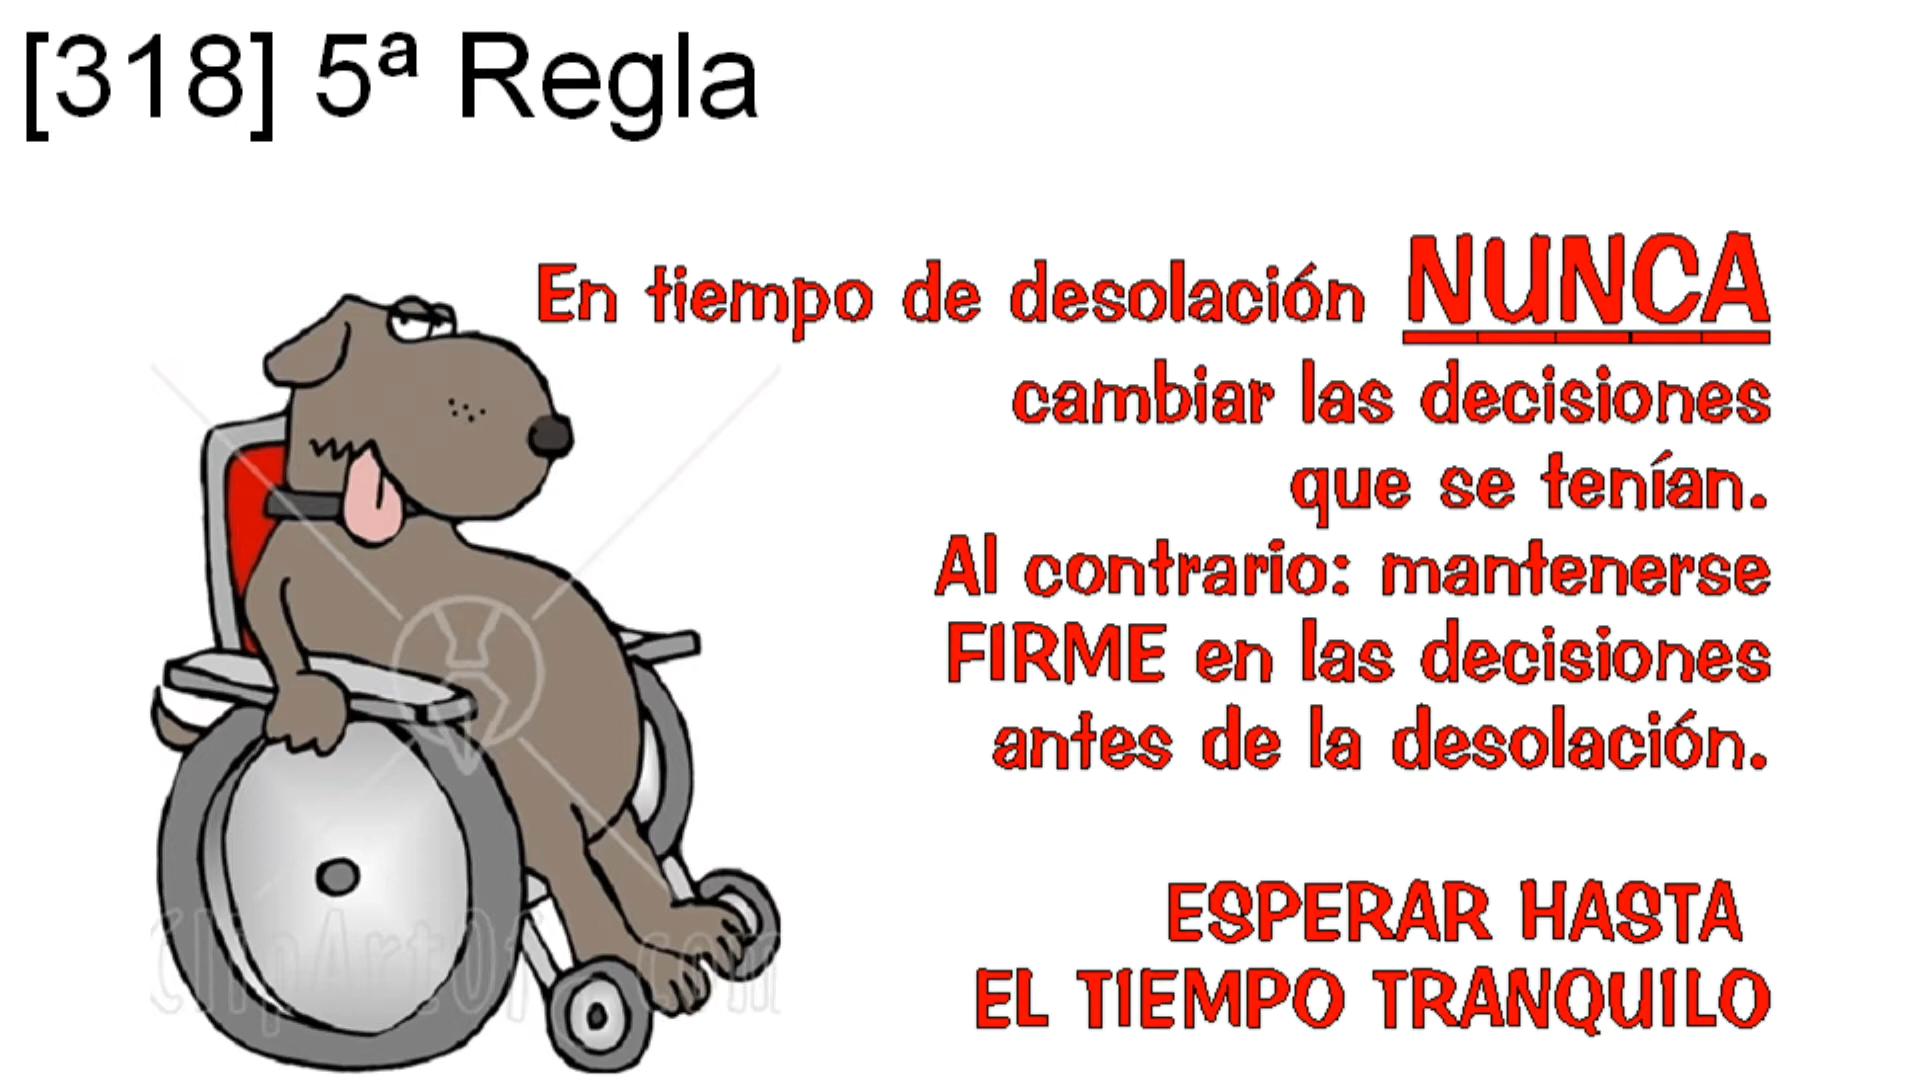 [318] 5ª Regla
En tiempo de desolación NUNCA
cambiar las decisiones
que se tenían.
Al contrario: mantenerse
FIRME en las decisiones
antes de la desolación.
ESPERAR HASTA
EL TIEMPO TRANQUILO